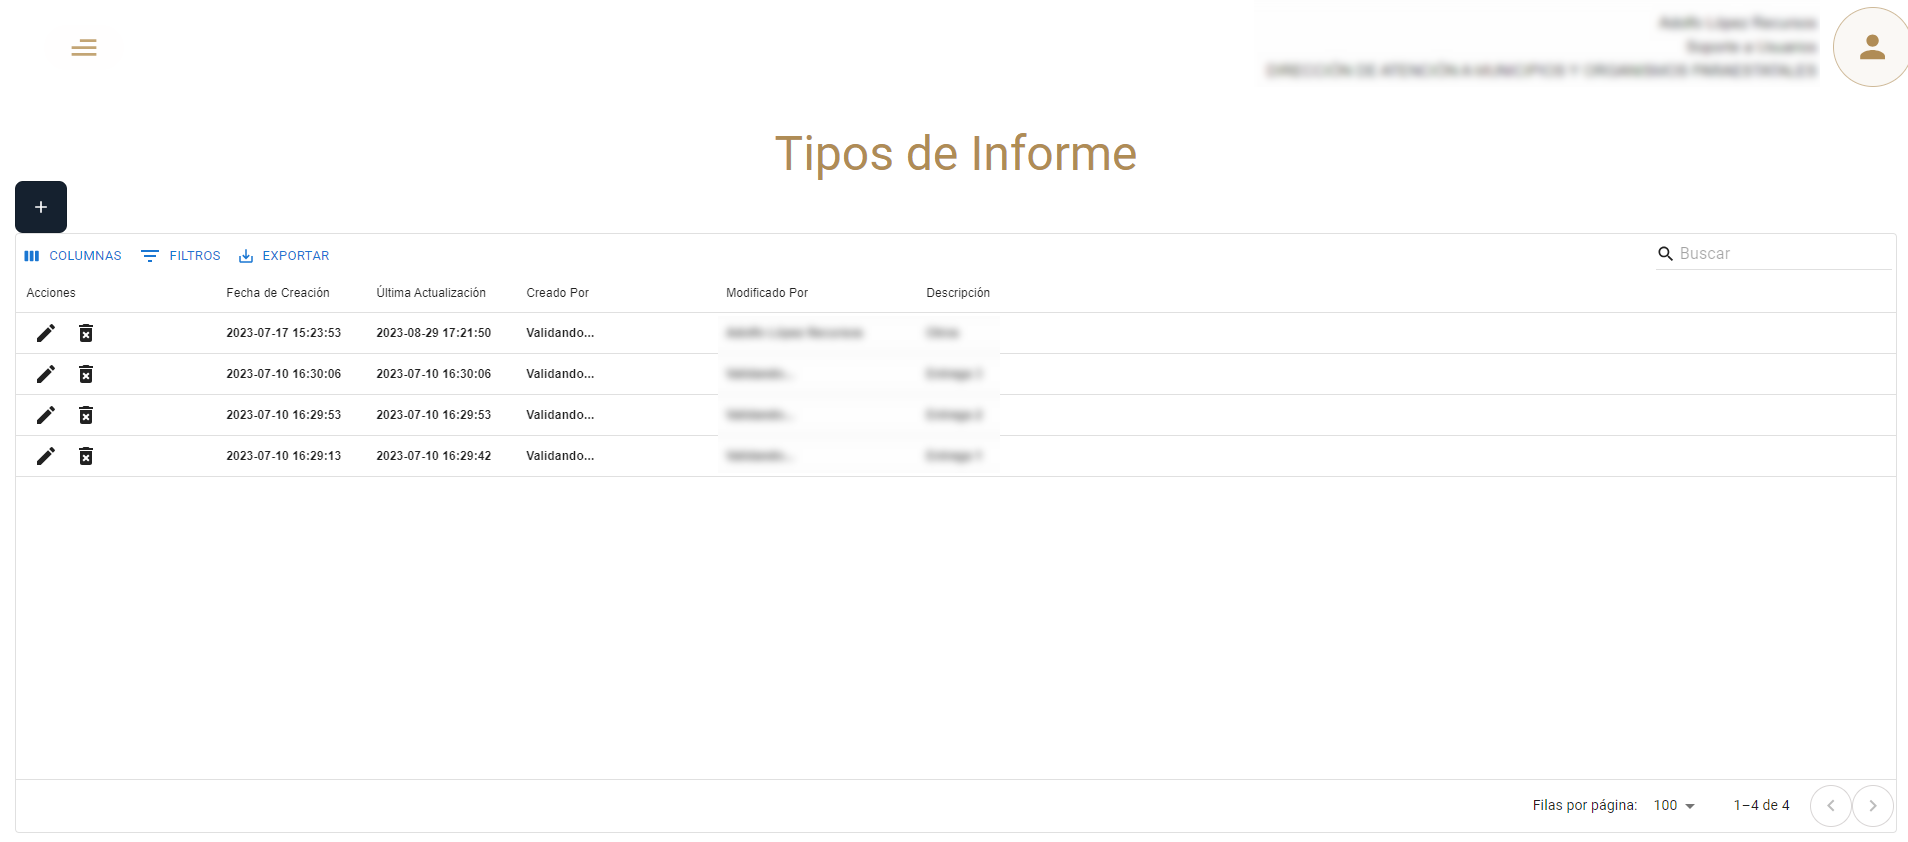 Tipos de Informe
+
COLUMNAS FILTROS EXPORTAR Buscar
Acciones Fecha de Creación Última Actualización Creado Por Modificado Por Descripción
2023-07-17 15:23:53 2023-08-29 17:21:50 Validando...
2023-07-10 16:30:06 2023-07-10 16:30:06 Validando...
2023-07-10 16:29:53 2023-07-10 16:29:53 Validando...
2023-07-10 16:29:13 2023-07-10 16:29:42 Validando...
Filas por página: 100 1–4 de 4